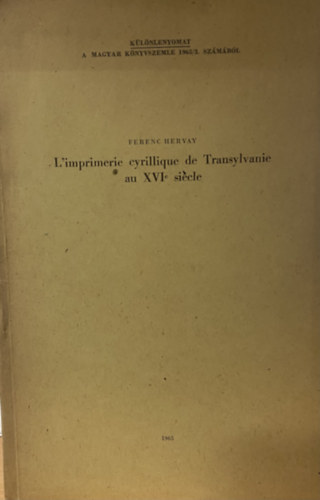 KÜLÖNLENYOMAT
A MAGYAR KÖNYVSZEMLE 1965/3. SZÁMÁBÓL
FERENC HERVAY
L'imprimerie cyrillique de Transylvanie
au XVIe siècle
1965